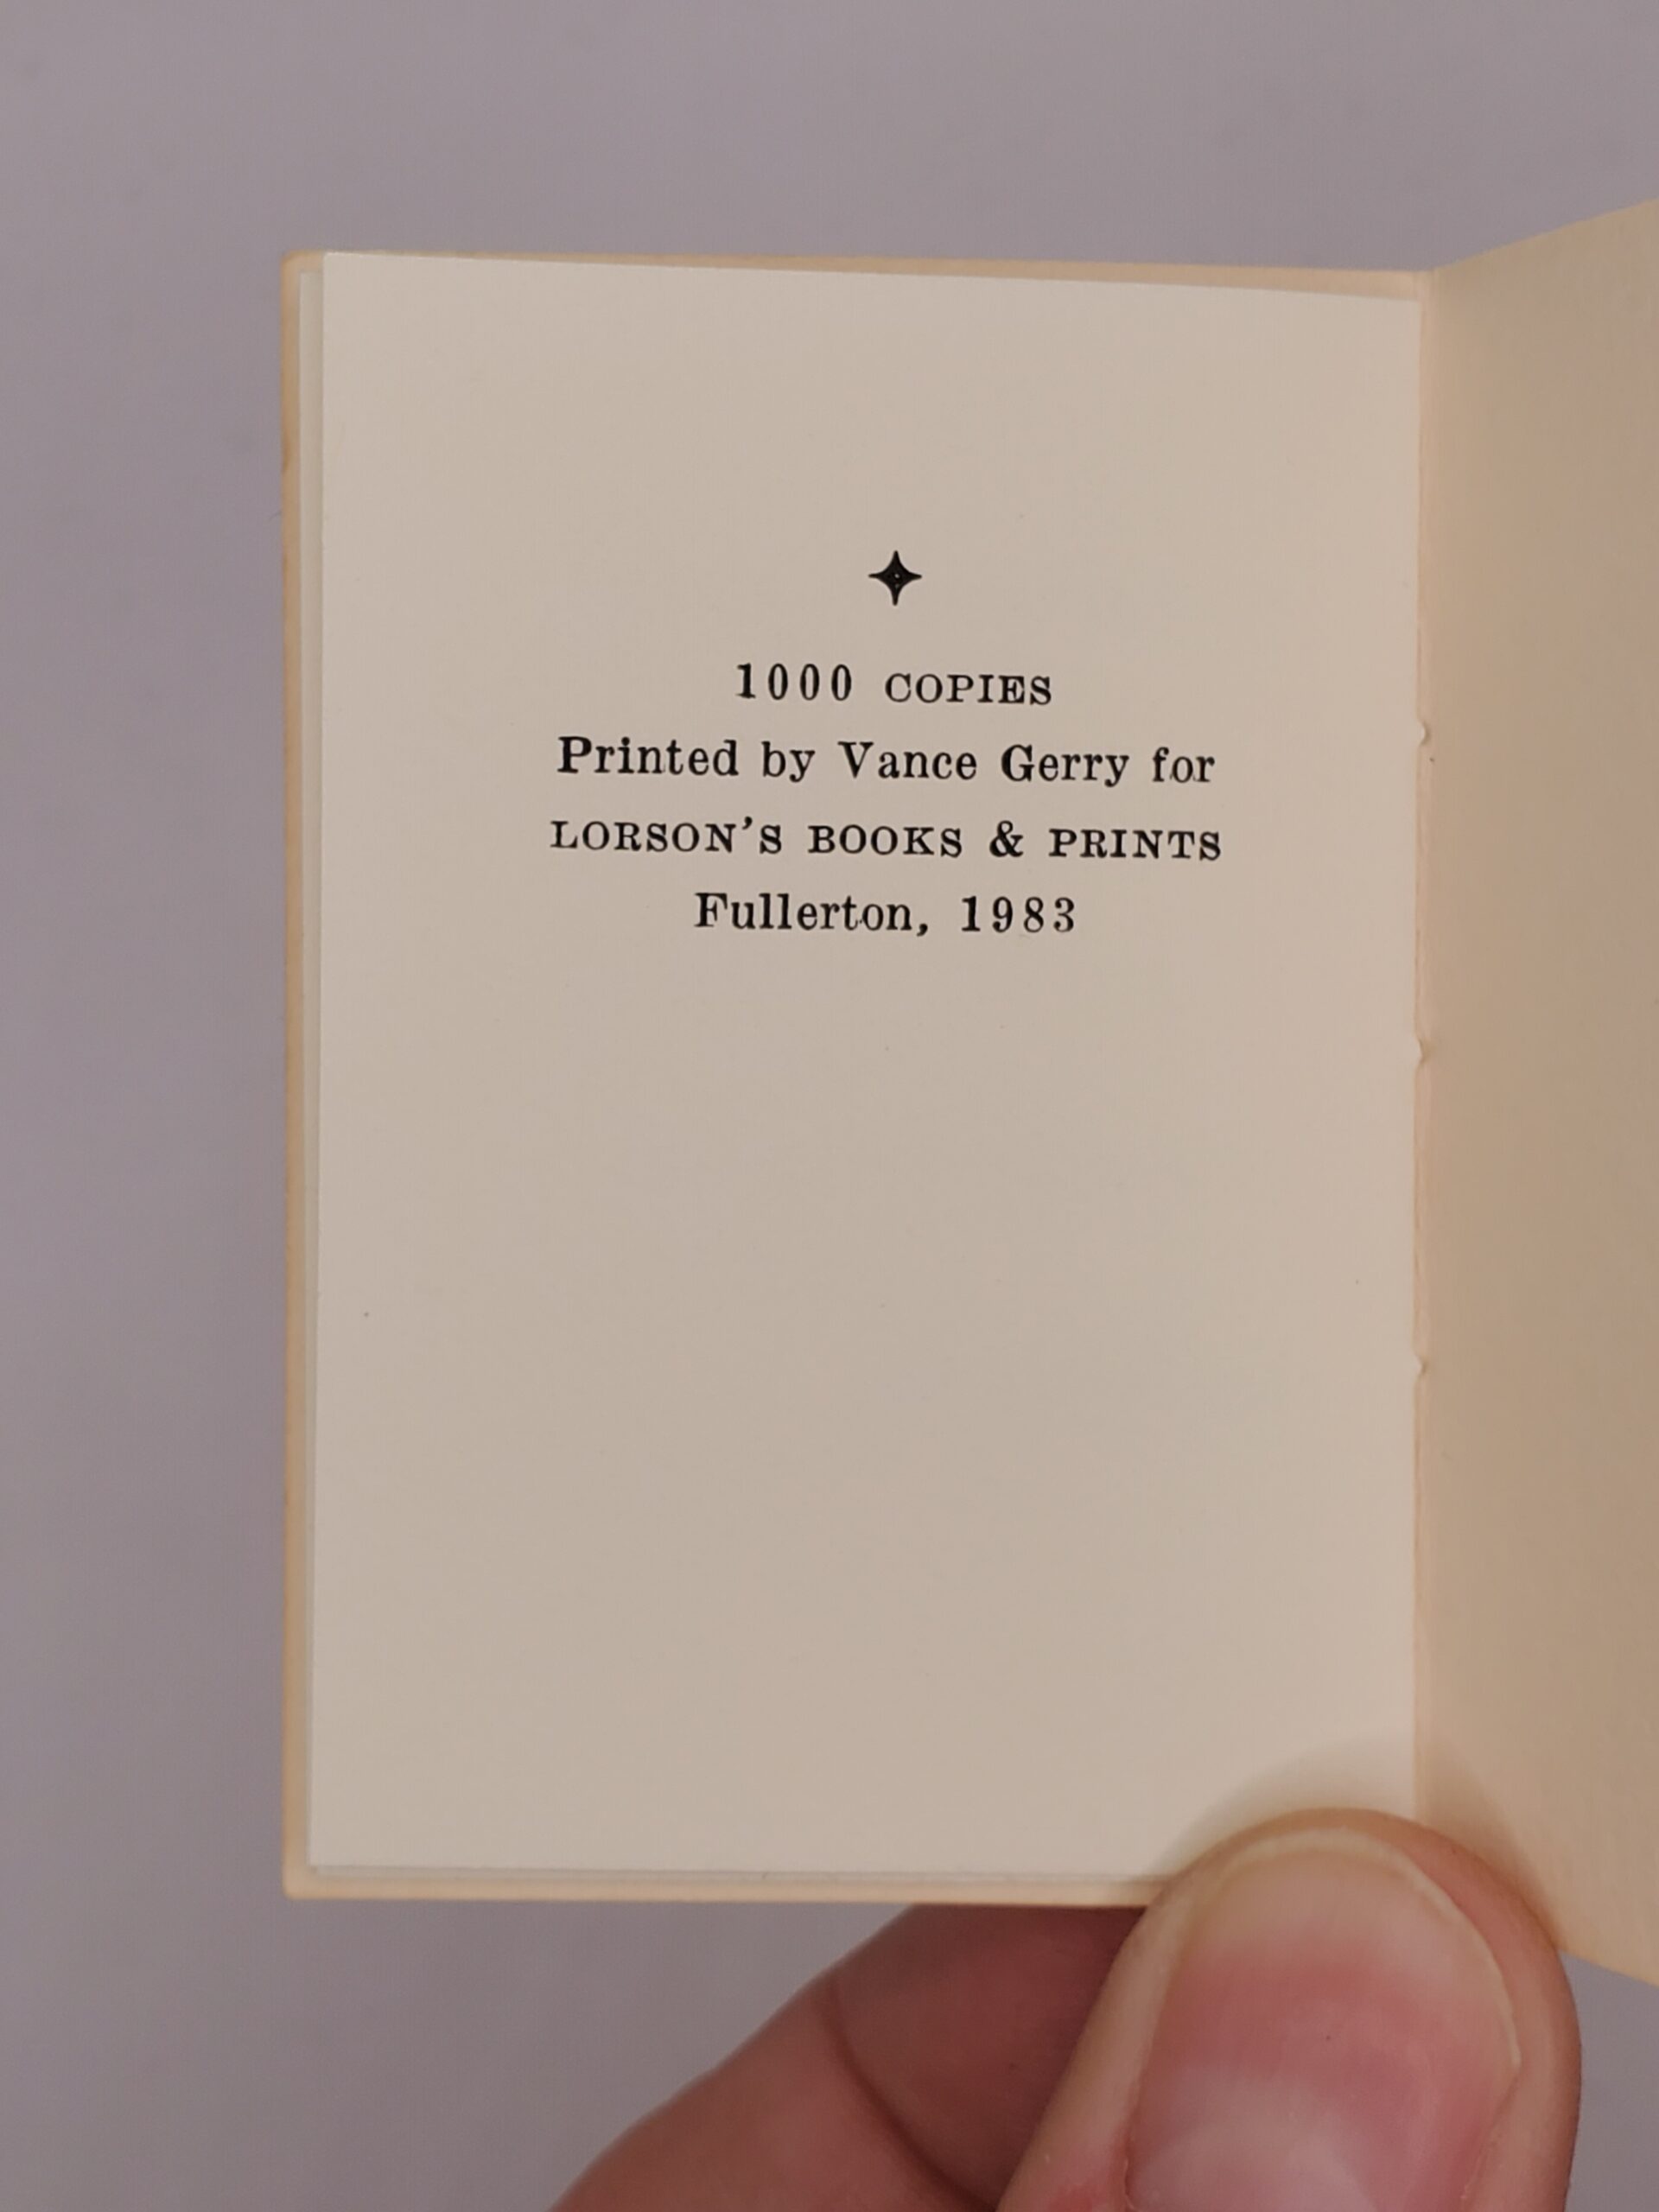 1000 COPIES
Printed by Vance Gerry for
LORSON'S BOOKS & PRINTS
Fullerton, 1983